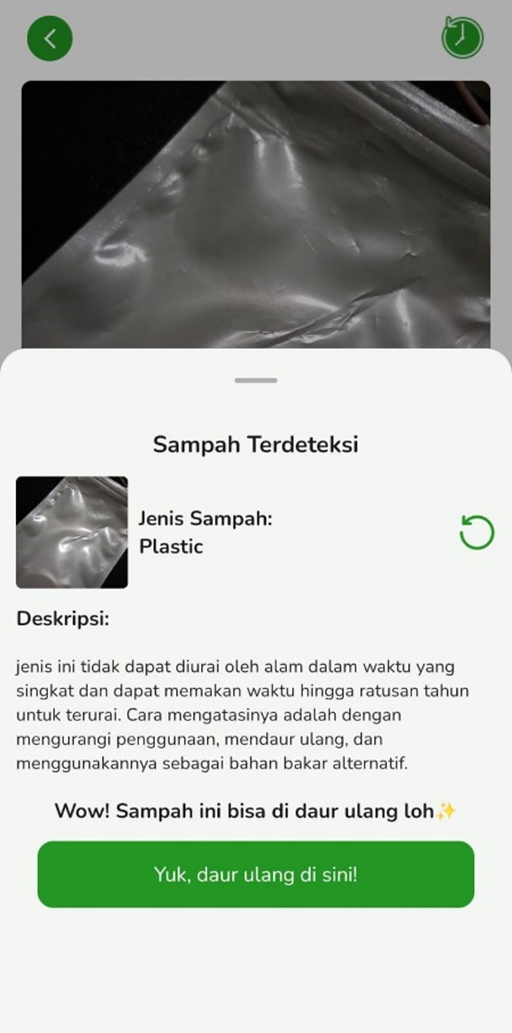 Sampah Terdeteksi
Jenis Sampah:
Plastic
Deskripsi:
jenis ini tidak dapat diurai oleh alam dalam waktu yang
singkat dan dapat memakan waktu hingga ratusan tahun
untuk terurai. Cara mengatasinya adalah dengan
mengurangi penggunaan, mendaur ulang, dan
menggunakannya sebagai bahan bakar alternatif.
Wow! Sampah ini bisa di daur ulang loh✨
Yuk, daur ulang di sini!